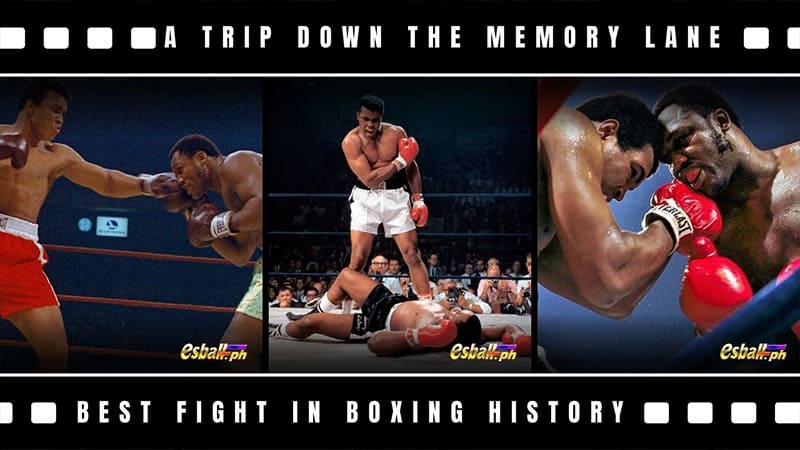 A TRIP DOWN THE MEMORY LANE
EVERLAST
esball.ph
esball.ph
esball.ph
BEST FIGHT IN BOXING HISTORY